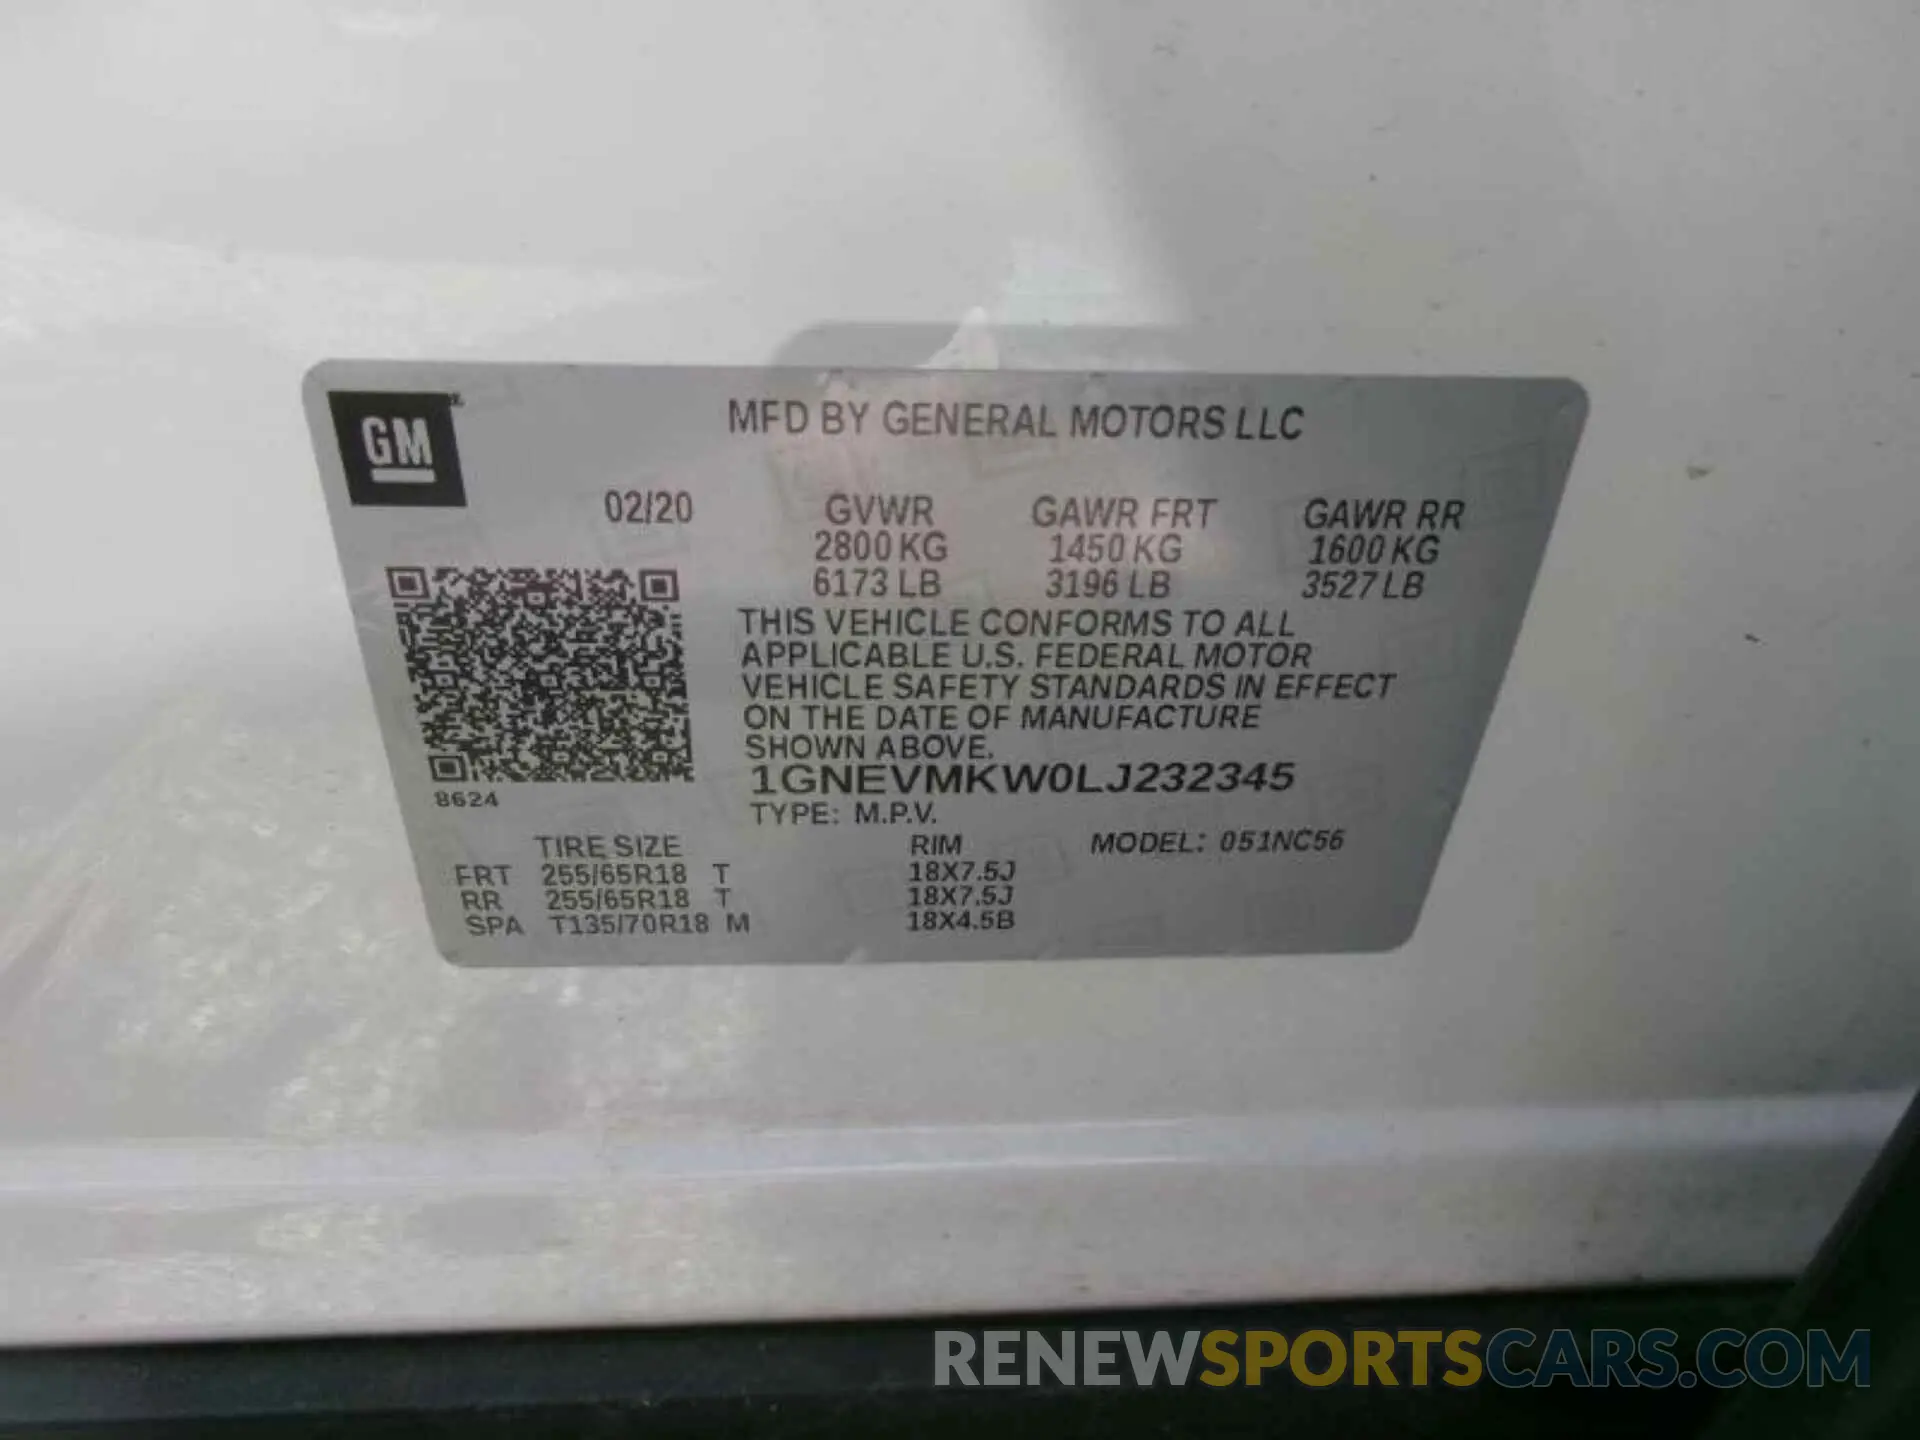 GM
MFD BY GENERAL MOTORS LLC
02/20 GVWR GAWR FRT GAWR RR
2800 KG 1450 KG 1600 KG
6173 LB 3196 LB 3527 LB
THIS VEHICLE CONFORMS TO ALL
APPLICABLE U.S. FEDERAL MOTOR
VEHICLE SAFETY STANDARDS IN EFFECT
ON THE DATE OF MANUFACTURE
SHOWN ABOVE.
1GNEVMKW0LJ232345
8624
TYPE: M.P.V.
TIRE SIZE RIM MODEL: 051NC56
FRT 255/65R18 T 18X7.5J
RR 255/65R18 T 18X7.5J
SPA T135/70R18 M 18X4.5B
RENEWSPORTSCARS.COM